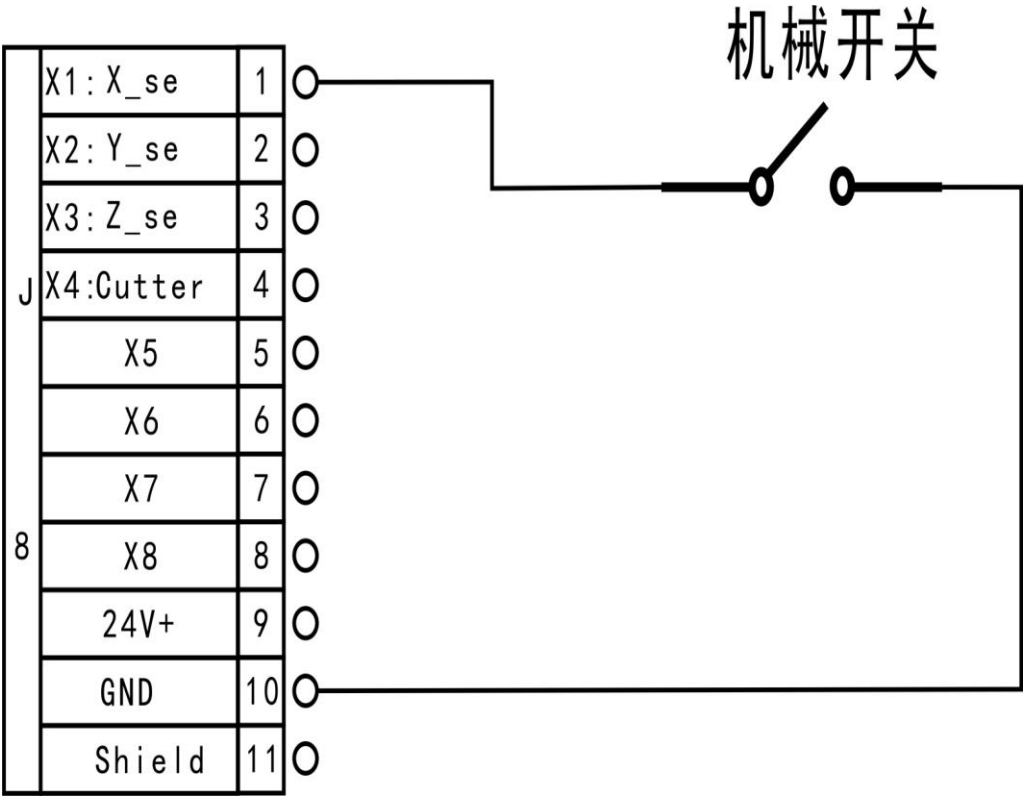 机械开关
X1: X_se 1
X2: Y_se 2
X3: Z_se 3
J
X4:Cutter 4
X5 5
X6 6
X7 7
8
X8 8
24V+ 9
GND 10
Shield 11